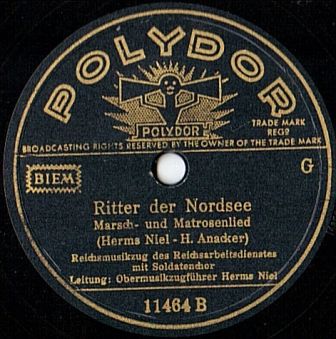 POLYDOR
POLYDOR
TRADE MARK
REGD
BROADCASTING RIGHTS RESERVED BY THE OWNER OF THE TRADE MARK
BIEM
G
Ritter der Nordsee
Marsch- und Matrosenlied
(Herms Niel - H. Anacker)
Reichsmusikzug des Reichsarbeitsdienstes
mit Soldatenchor
Leitung: Obermusikzugführer Herms Niel
11464 B